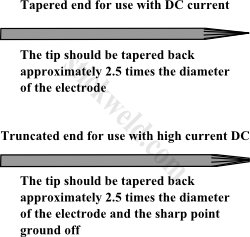 Tapered end for use with DC current
The tip should be tapered back
approximately 2.5 times the diameter
of the electrode
Truncated end for use with high current DC
The tip should be tapered back
approximately 2.5 times the diameter
of the electrode and the sharp point
ground off